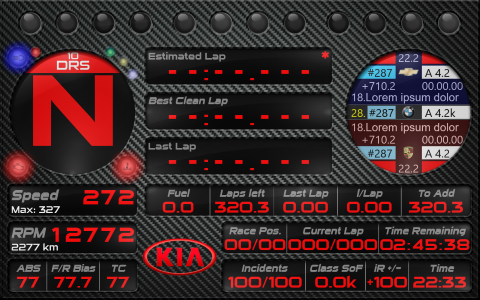 10
DRS
N
Estimated Lap *
-:--.---
Best Clean Lap
-:--.---
Last Lap
-:--.---
22.2
#287 A 4.2
+710.2 00.00.00
18.Lorem ipsum dolor
28. #287 A 4.2k
18.Lorem ipsum dolor
+710.2 00.00.00
#287 A 4.2
22.2
Speed 272
Max: 327
Fuel Laps left Last Lap l/Lap To Add
0.0 320.3 0.00 0.00 320.3
RPM 12772
2277 km
KIA
Race Pos. Current Lap Time Remaining
00/00 000/000 02:45:38
ABS F/R Bias TC
77 77.7 77
Incidents Class SoF iR +/- Time
100/100 0.0k +100 22:33